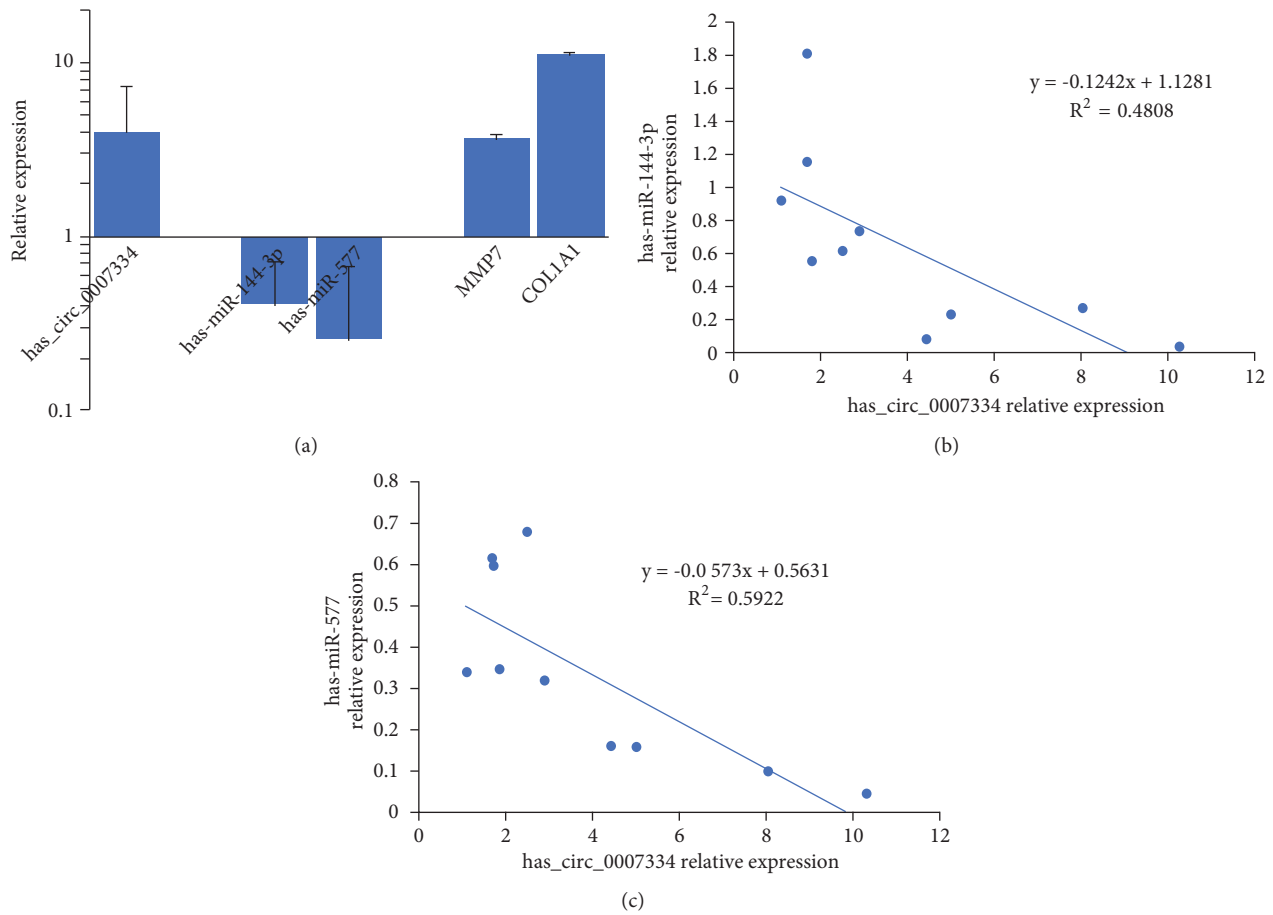 Relative expression
10
1
0.1
has_circ_0007334
has-miR-144-3p
has-miR-577
MMP7
COL1A1
(a)
has-miR-144-3p
relative expression
2
1.8
1.6
1.4
1.2
1
0.8
0.6
0.4
0.2
0
y = -0.1242x + 1.1281
R² = 0.4808
0 2 4 6 8 10 12
has_circ_0007334 relative expression
(b)
has-miR-577
relative expression
0.8
0.7
0.6
0.5
0.4
0.3
0.2
0.1
0
y = -0.0 573x + 0.5631
R² = 0.5922
0 2 4 6 8 10 12
has_circ_0007334 relative expression
(c)